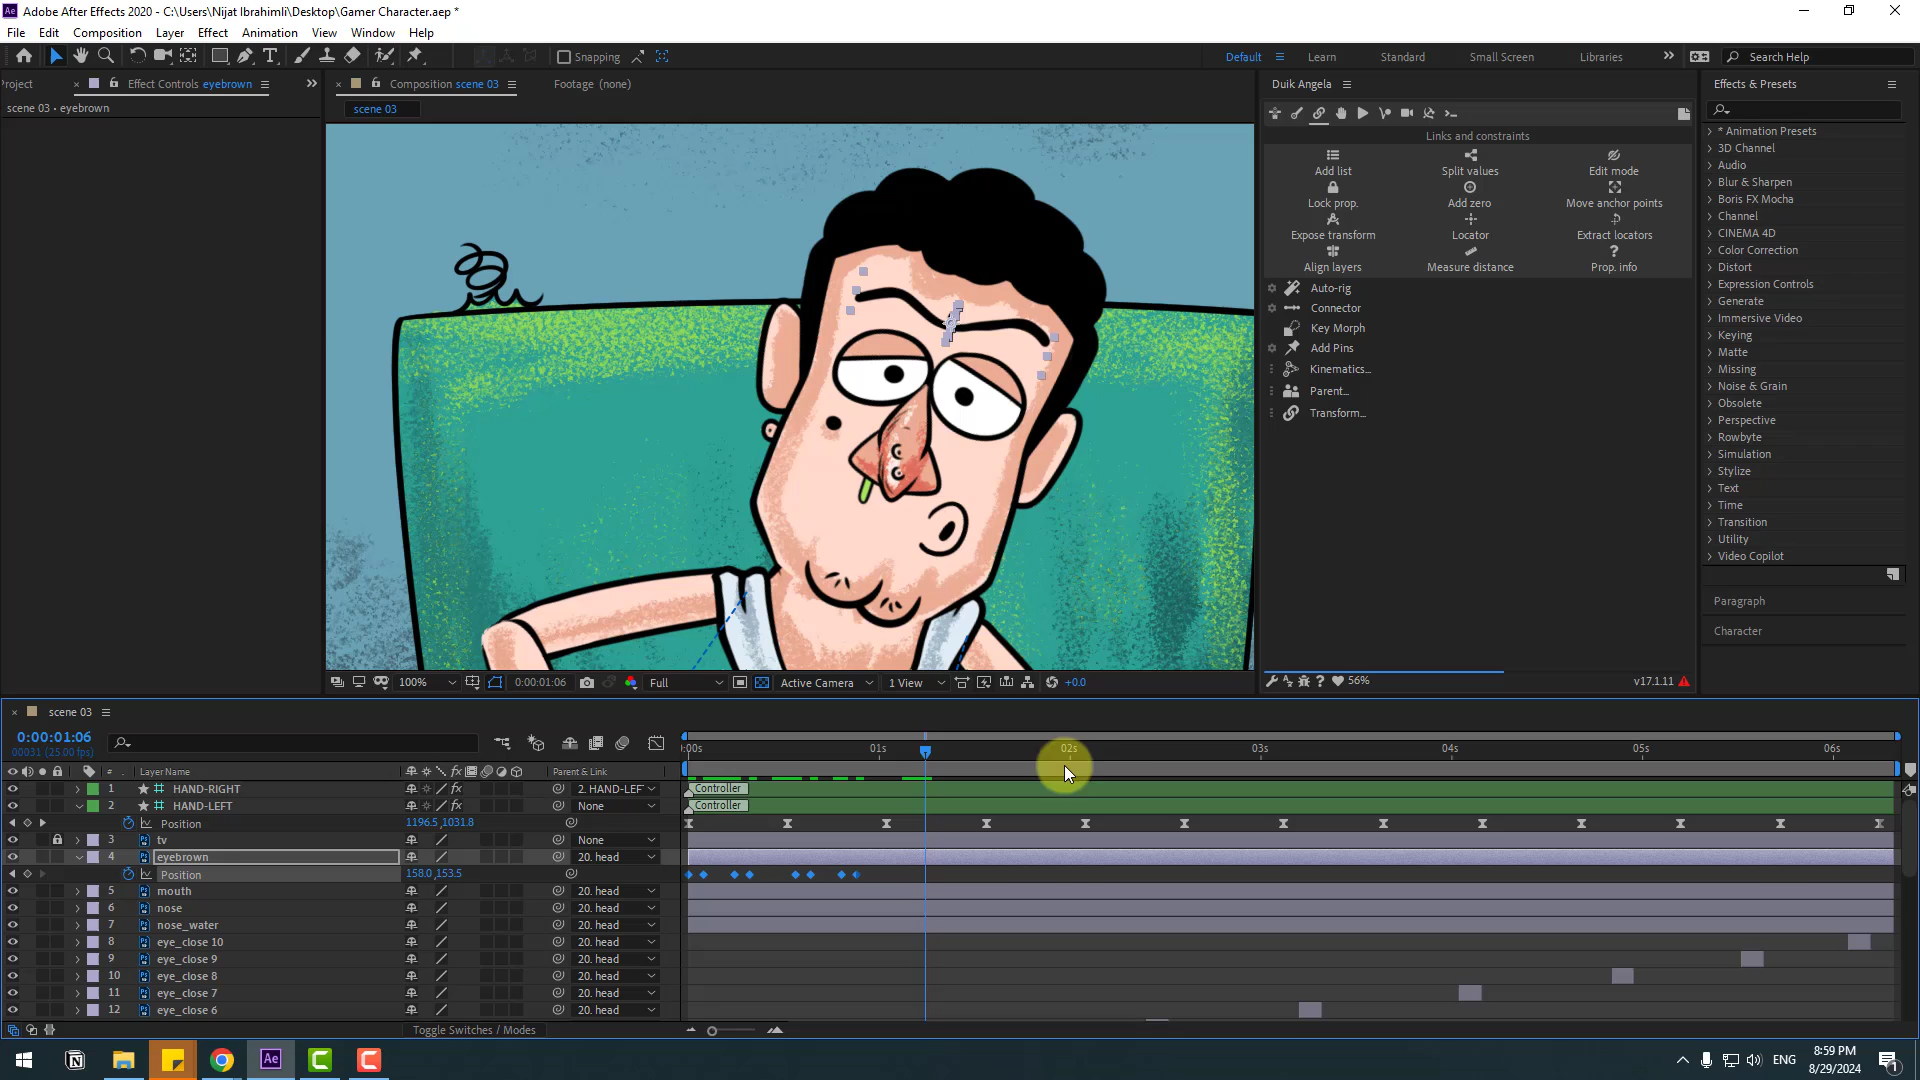 Adobe After Effects 2020 - C:\Users\Nijat Ibrahimli\Desktop\Gamer Character.aep *
File Edit Composition Layer Effect Animation View Window Help
Snapping
Default Learn Standard Small Screen Libraries Search Help
roject Effect Controls eyebrown Composition scene 03 Footage (none) Duik Angela Effects & Presets
scene 03 • eyebrown
scene 03
Links and constraints
Add list Split values Edit mode
Lock prop. Add zero Move anchor points
Expose transform Locator Extract locators
Align layers Measure distance Prop. info
Auto-rig
Connector
Key Morph
Add Pins
Kinematics...
Parent...
Transform...
56% v17.1.11
* Animation Presets
3D Channel
Audio
Blur & Sharpen
Boris FX Mocha
Channel
CINEMA 4D
Color Correction
Distort
Expression Controls
Generate
Immersive Video
Keying
Matte
Missing
Noise & Grain
Obsolete
Perspective
Rowbyte
Simulation
Stylize
Text
Time
Transition
Utility
Video Copilot
Paragraph
Character
100% 0:00:01:06 Full Active Camera 1 View +0.0
scene 03
0:00:01:06
00031 (25.00 fps)
:00s 01s 02s 03s 04s 05s 06s
# Layer Name Parent & Link
1 HAND-RIGHT 2. HAND-LEF Controller
2 HAND-LEFT None Controller
Position 1196.5,1031.8
3 tv None
4 eyebrown 20. head
Position 158.0,153.5
5 mouth 20. head
6 nose 20. head
7 nose_water 20. head
8 eye_close 10 20. head
9 eye_close 9 20. head
10 eye_close 8 20. head
11 eye_close 7 20. head
12 eye_close 6 20. head
Toggle Switches / Modes
ENG 8:59 PM
8/29/2024
1